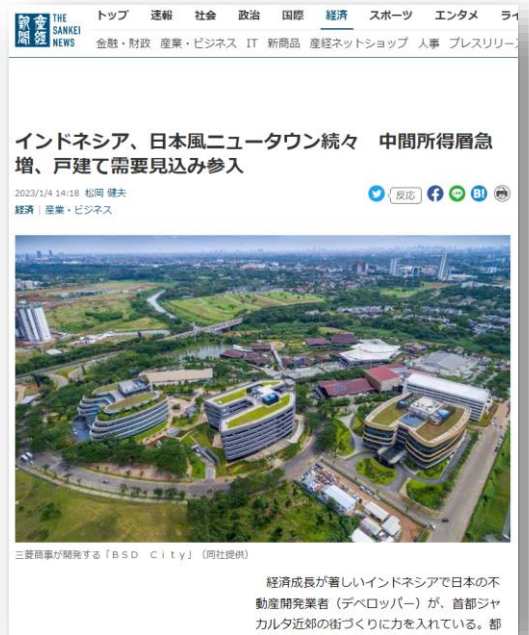 産經新聞 THE SANKEI NEWS
トップ 速報 社会 政治 国際 経済 スポーツ エンタメ ライ
金融・財政 産業・ビジネス IT 新商品 産経ネットショップ 人事 プレスリリース
インドネシア、日本風ニュータウン続々 中間所得層急
増、戸建て需要見込み参入
2023/1/4 14:18 松岡 健夫
反応
経済 | 産業・ビジネス
三菱商事が開発する「BSD City」（同社提供）
経済成長が著しいインドネシアで日本の不
動産開発業者（デベロッパー）が、首都ジャ
カルタ近郊の街づくりに力を入れている。都